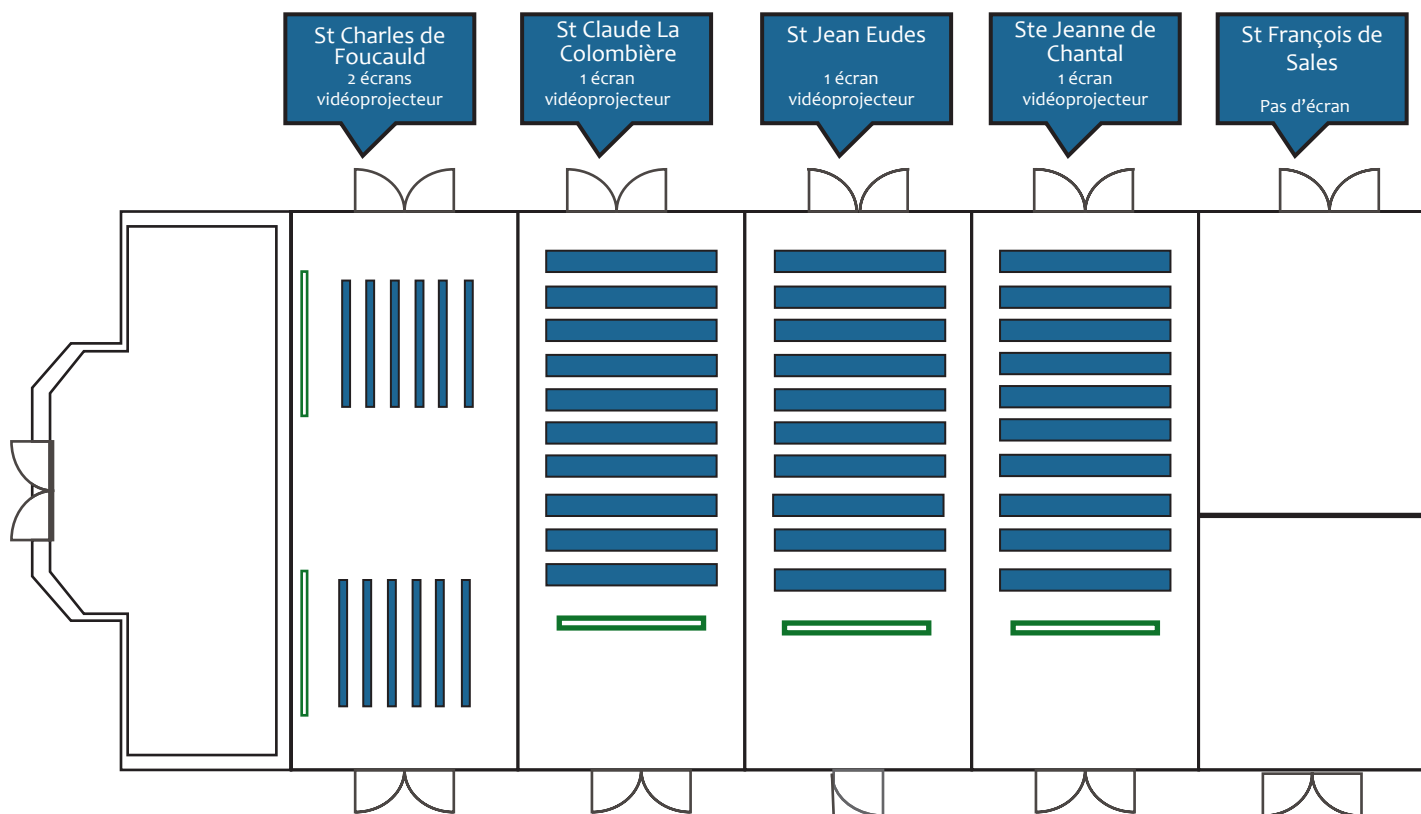 St Charles de
Foucauld
2 écrans
vidéoprojecteur
St Claude La
Colombière
1 écran
vidéoprojecteur
St Jean Eudes
1 écran
vidéoprojecteur
Ste Jeanne de
Chantal
1 écran
vidéoprojecteur
St François de
Sales
Pas d’écran